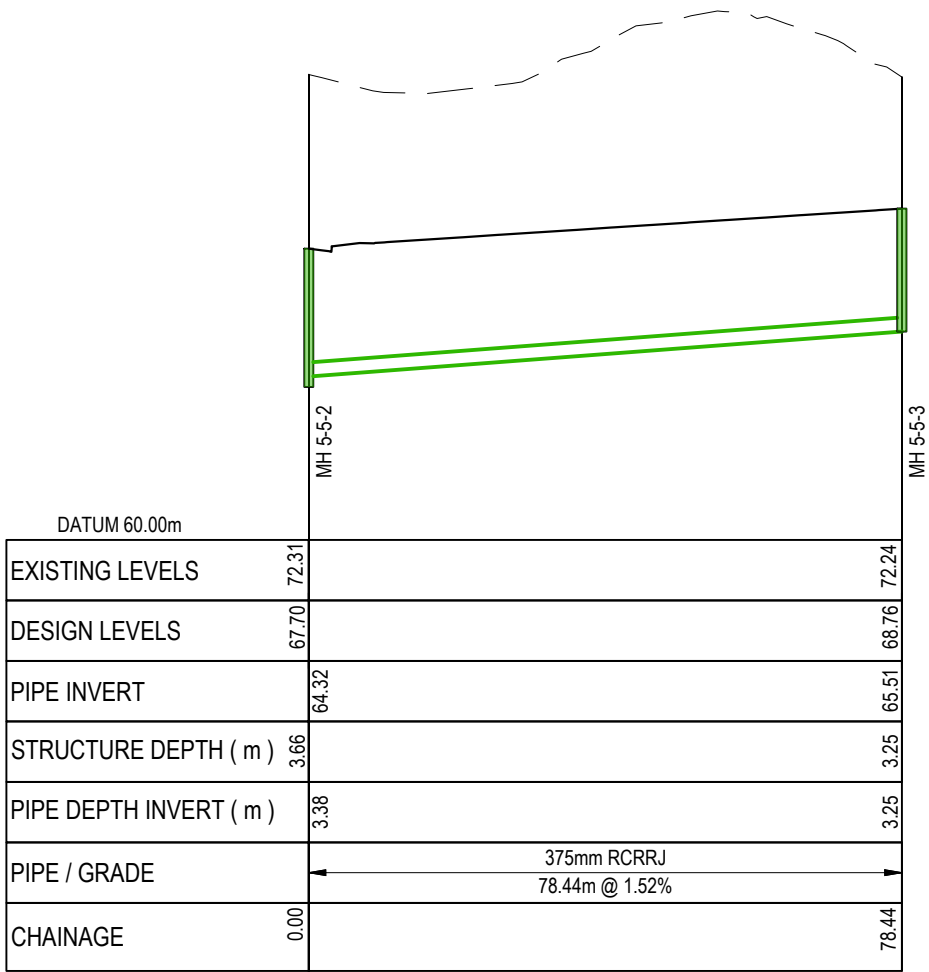 MH 5-5-2
MH 5-5-3
DATUM 60.00m
EXISTING LEVELS 72.31 72.24
DESIGN LEVELS 67.70 68.76
PIPE INVERT 64.32 65.51
STRUCTURE DEPTH ( m ) 3.66 3.25
PIPE DEPTH INVERT ( m ) 3.38 3.25
PIPE / GRADE
375mm RCRRJ
78.44m @ 1.52%
CHAINAGE 0.00 78.44